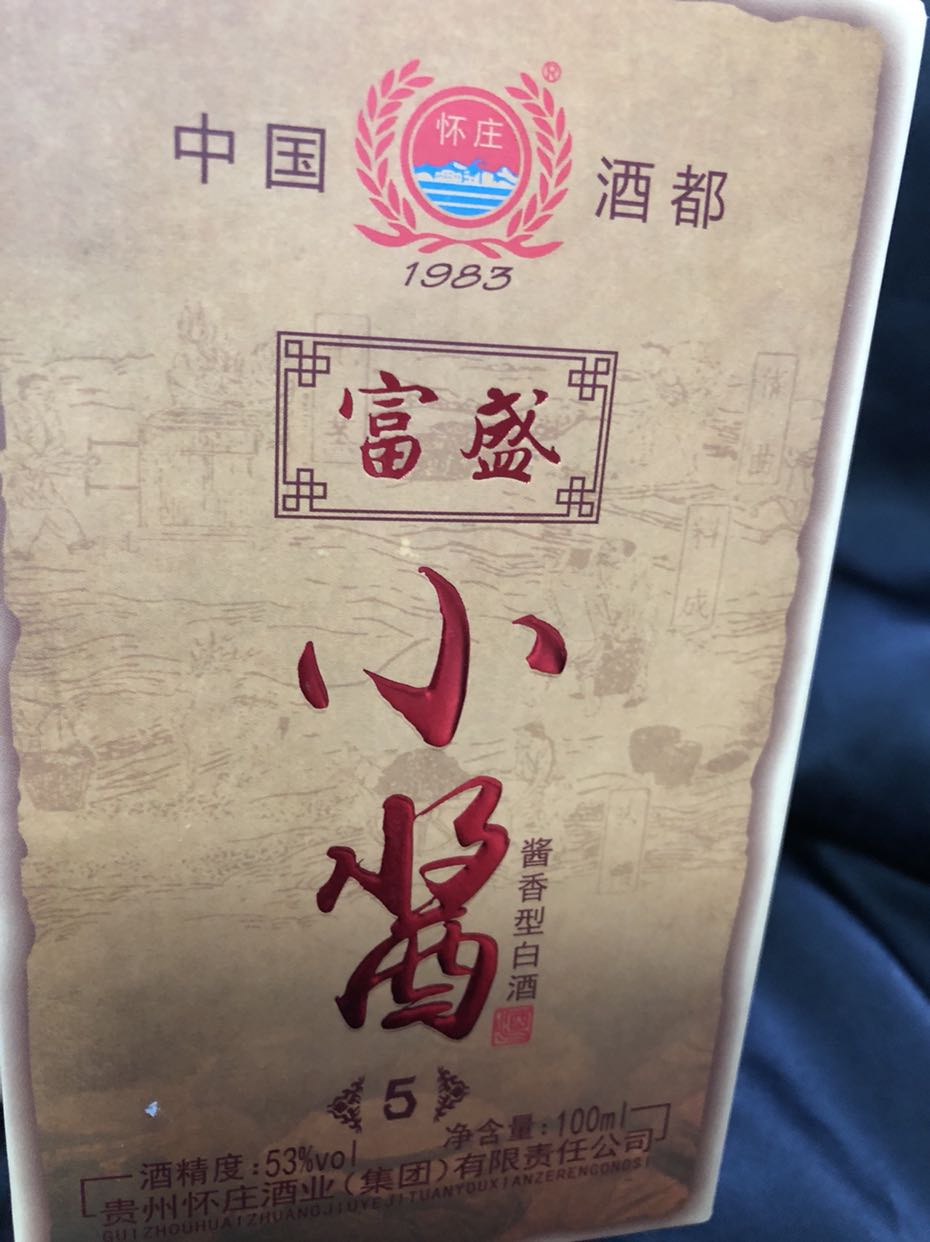 怀庄
®
中国 酒都
1983
富盛
小
酱
酱香型白酒
5
酒精度:53%vol 净含量:100ml
贵州怀庄酒业(集团)有限责任公司
GUIZHOUHUAIZHUANGJIUYEJITUANYOUXIANZERENGONGSI